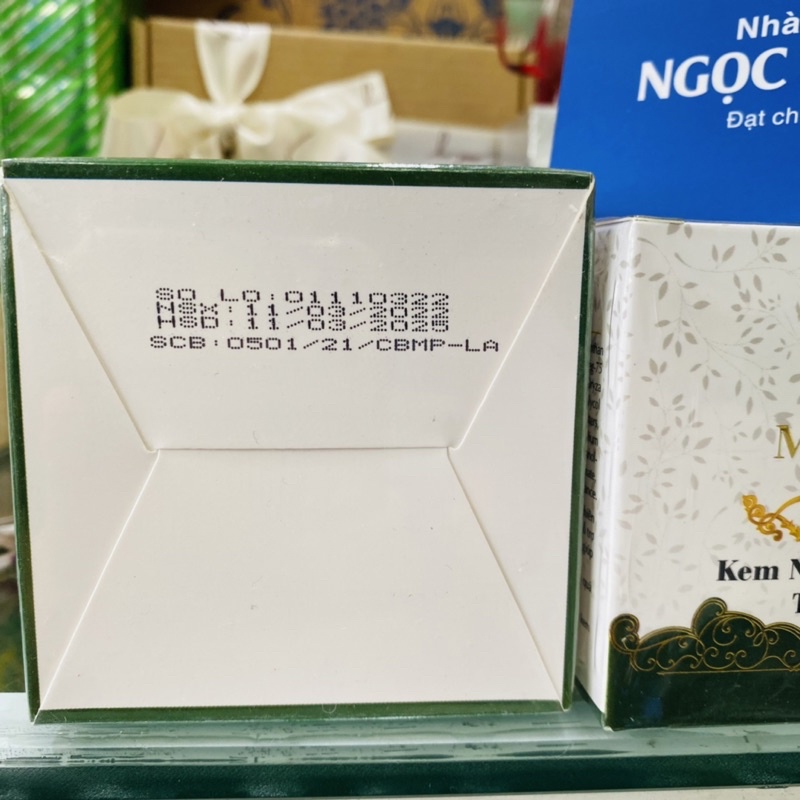 Nhà
NGỌC
Đạt ch
SO LO:01110322
NSX:11/03/2022
HSD:11/03/2025
SCB:0501/21/CBMP-LA
M
Kem N
T